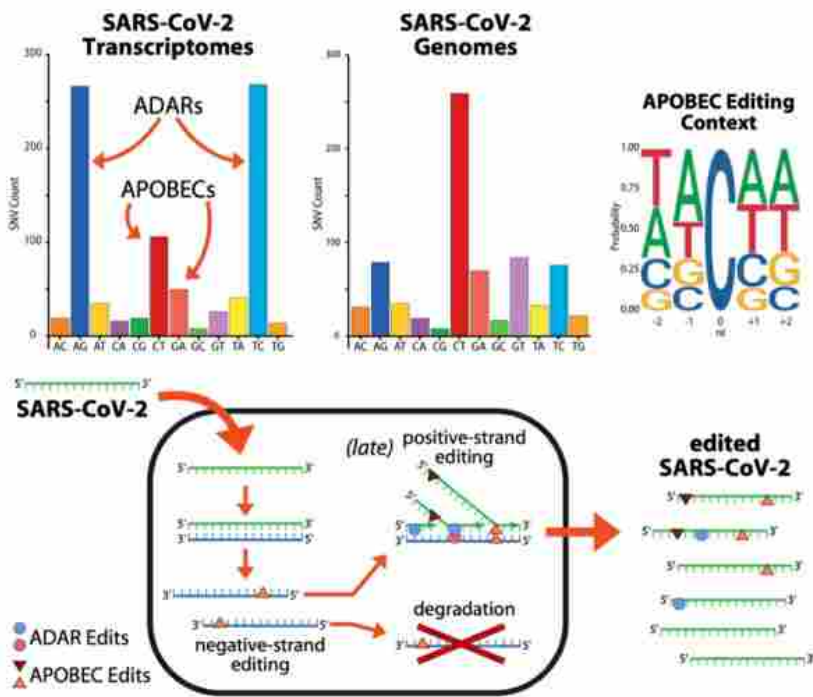 SARS-CoV-2
Transcriptomes
SNV Count
300
200
100
0
ADARs
APOBECs
AC AG AT CA CG CT GA GC GT TA TC TG
SARS-CoV-2
Genomes
SNV Count
300
200
100
0
AC AG AT CA CG CT GA GC GT TA TC TG
APOBEC Editing
Context
Probability
1.00
0.75
0.50
0.25
0.00
T A C A A
A T T T
C G C G
G C G C
-2 -1 0 +1 +2
nt
5' 3'
SARS-CoV-2
5' 3'
5' 3'
3' 5'
3' 5'
3' 5'
negative-strand
editing
(late)
positive-strand
editing
5'
5'
5' 3'
3' 5'
degradation
3' 5'
edited
SARS-CoV-2
5' 3'
5' 3'
5' 3'
5' 3'
5' 3'
5' 3'
ADAR Edits
APOBEC Edits